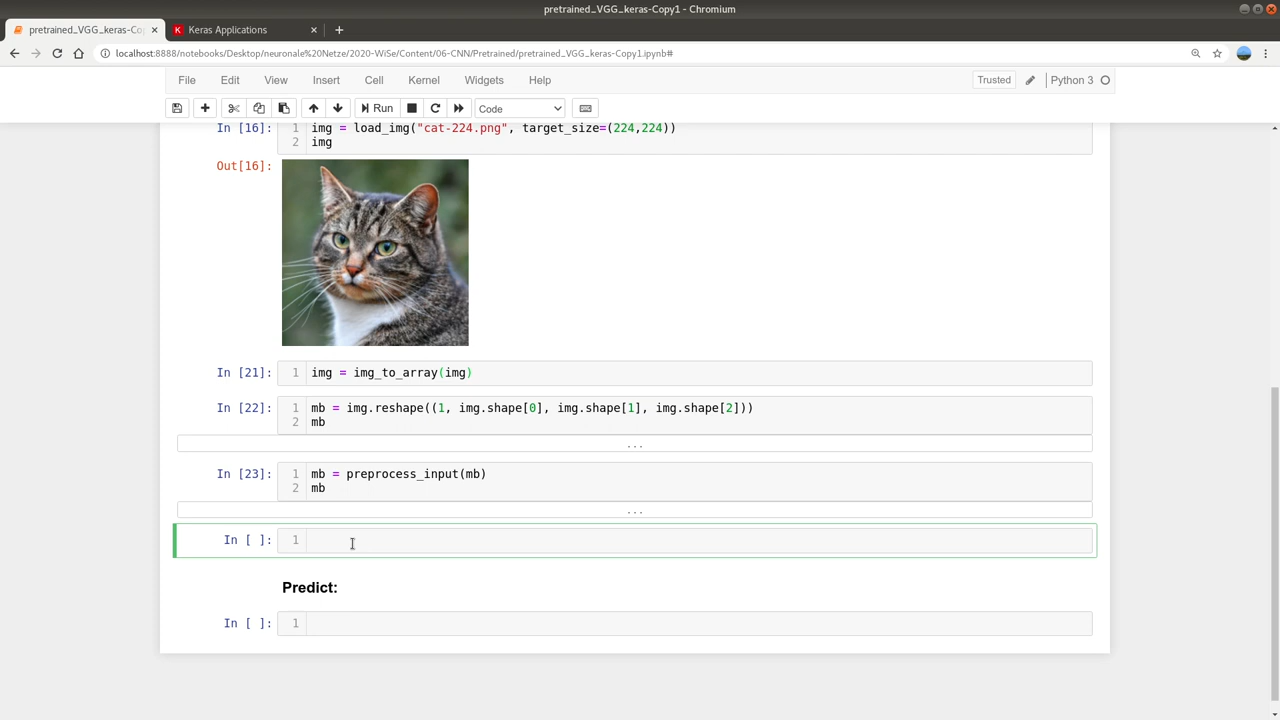 pretrained_VGG_keras-Copy1 - Chromium
pretrained_VGG_keras-Co
Keras Applications
localhost:8888/notebooks/Desktop/neuronale%20Netze/2020-WiSe/Content/06-CNN/Pretrained/pretrained_VGG_keras-Copy1.ipynb#
File Edit View Insert Cell Kernel Widgets Help Trusted Python 3
Run Code
In [16]: 1 img = load_img("cat-224.png", target_size=(224,224))
2 img
Out[16]:
In [21]: 1 img = img_to_array(img)
In [22]: 1 mb = img.reshape((1, img.shape[0], img.shape[1], img.shape[2]))
2 mb
...
In [23]: 1 mb = preprocess_input(mb)
2 mb
...
In [ ]: 1
Predict:
In [ ]: 1